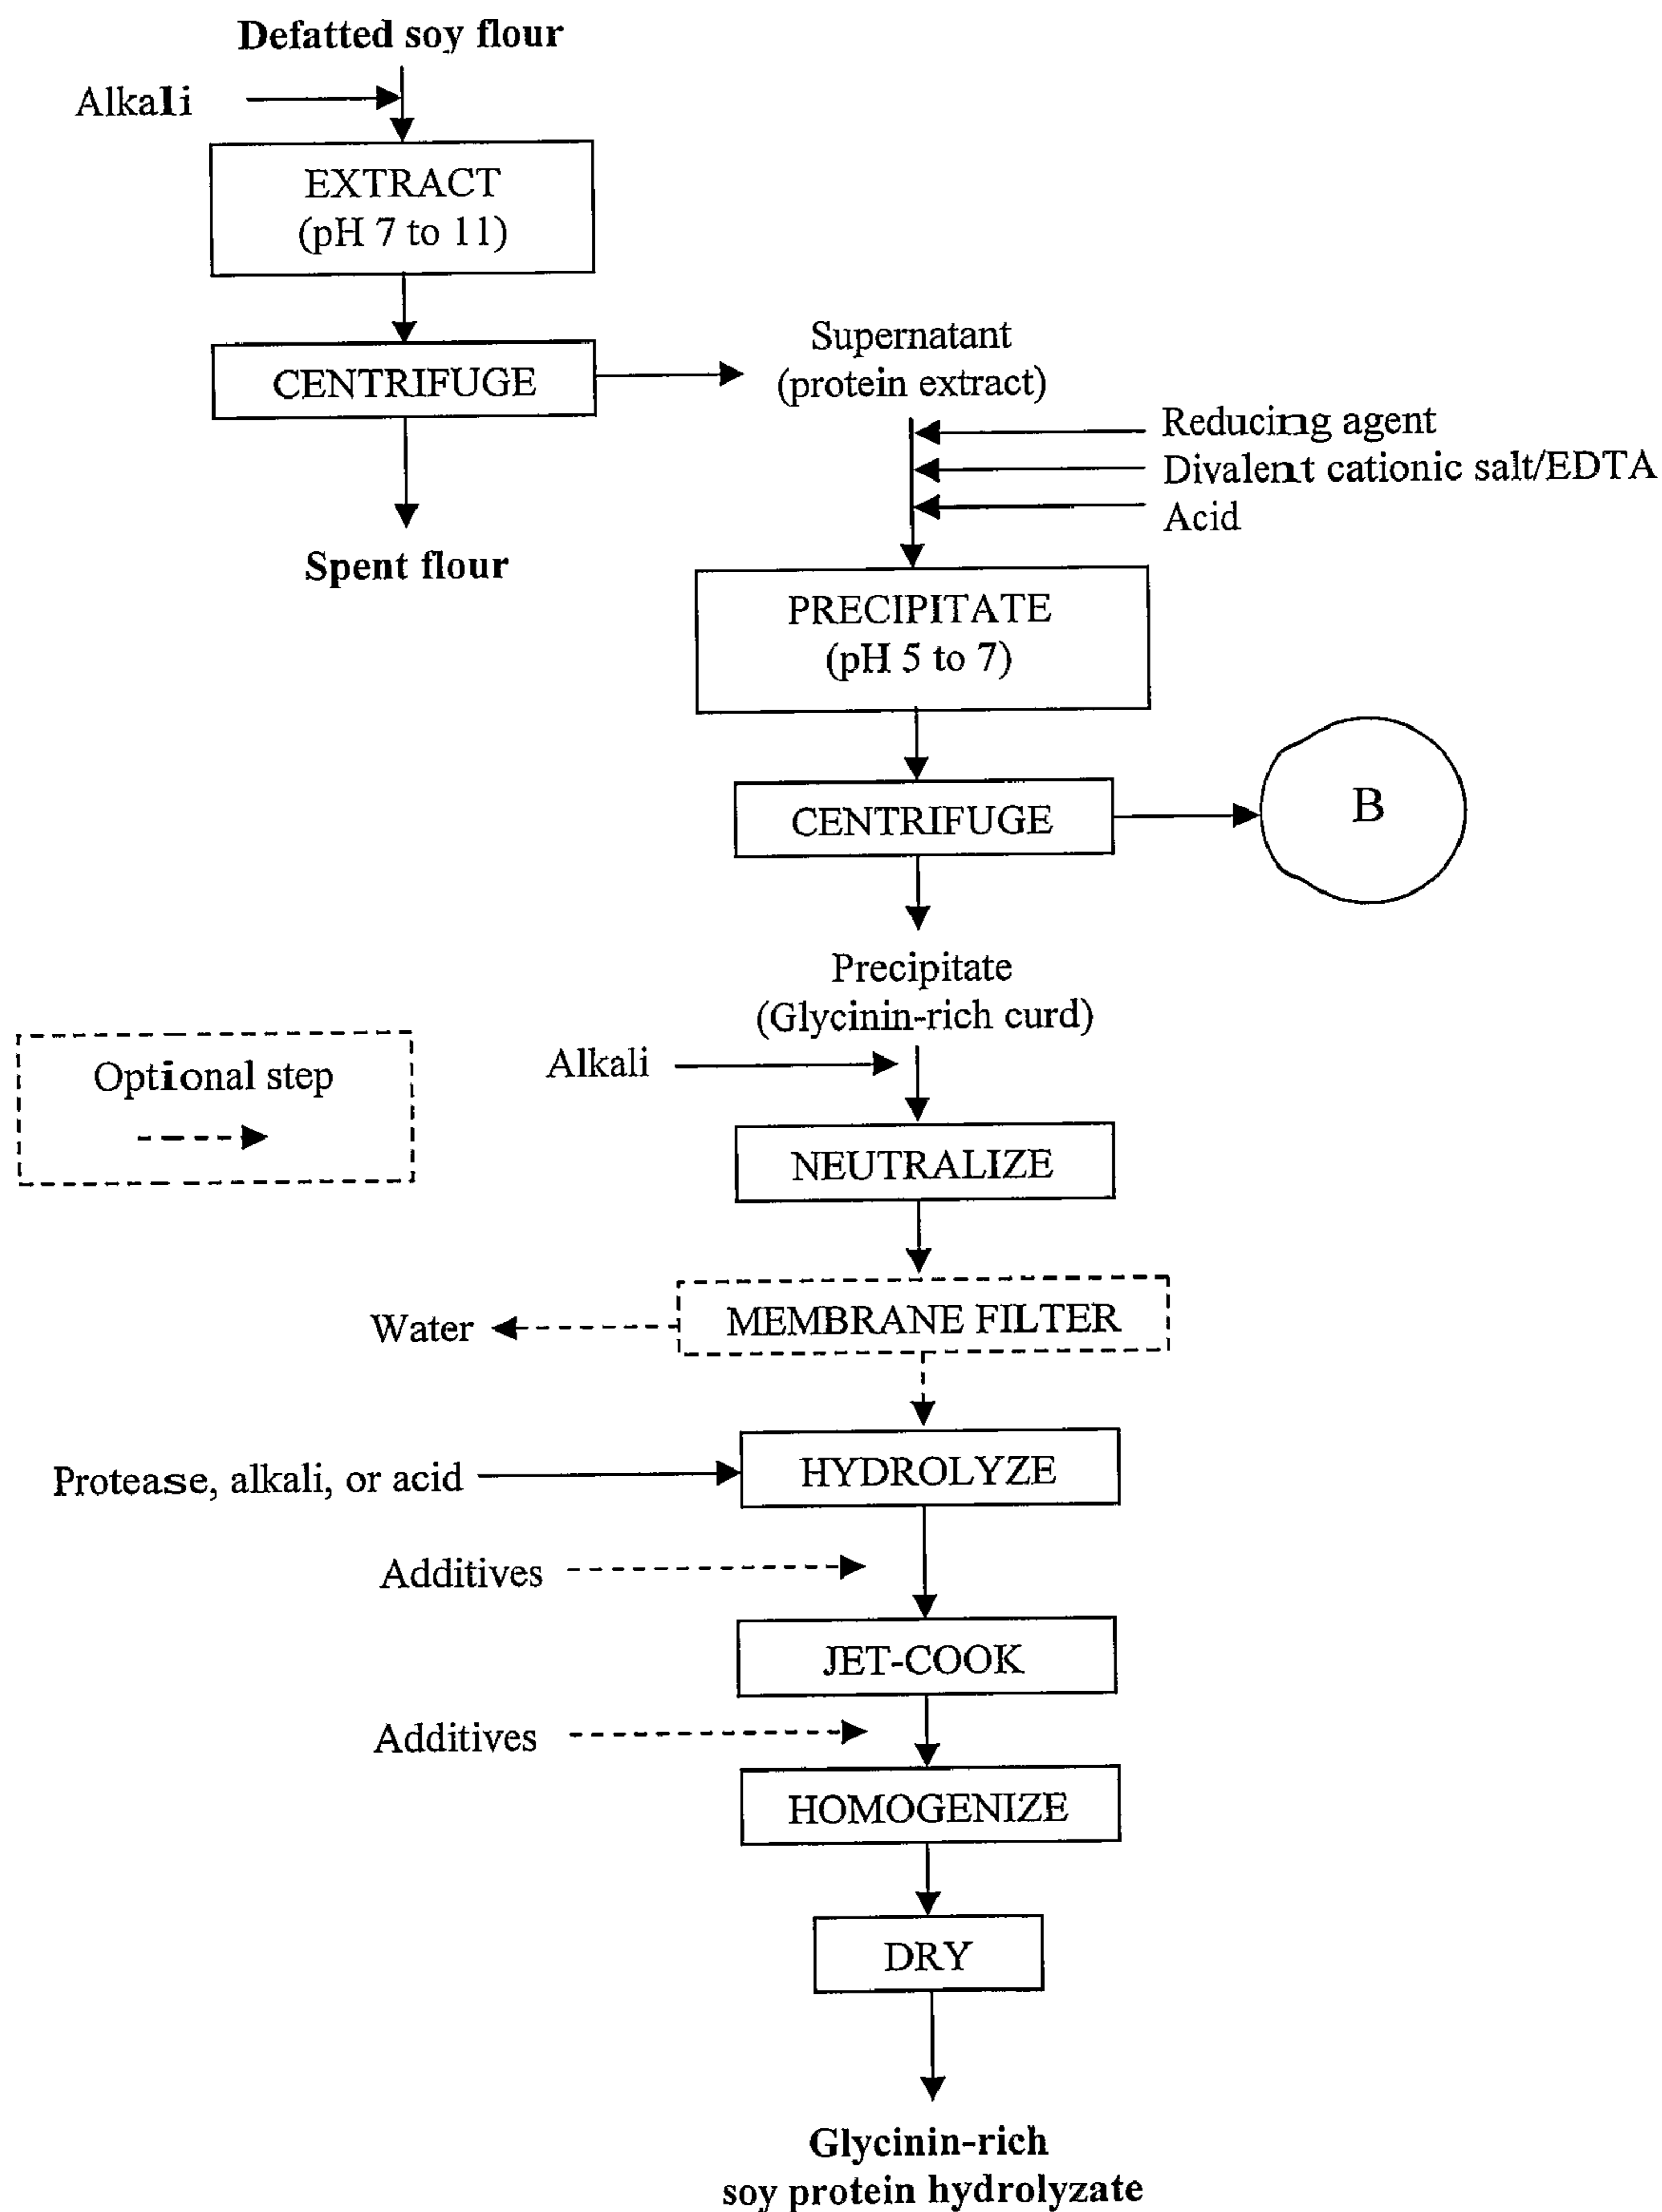 Defatted soy flour
Alkali
EXTRACT
(pH 7 to 11)
CENTRIFUGE
Supernatant
(protein extract)
Reducing agent
Divalent cationic salt/EDTA
Acid
Spent flour
PRECIPITATE
(pH 5 to 7)
CENTRIFUGE
B
Precipitate
(Glycinin-rich curd)
Optional step
Alkali
NEUTRALIZE
Water
MEMBRANE FILTER
Protease, alkali, or acid
HYDROLYZE
Additives
JET-COOK
Additives
HOMOGENIZE
DRY
Glycinin-rich
soy protein hydrolyzate